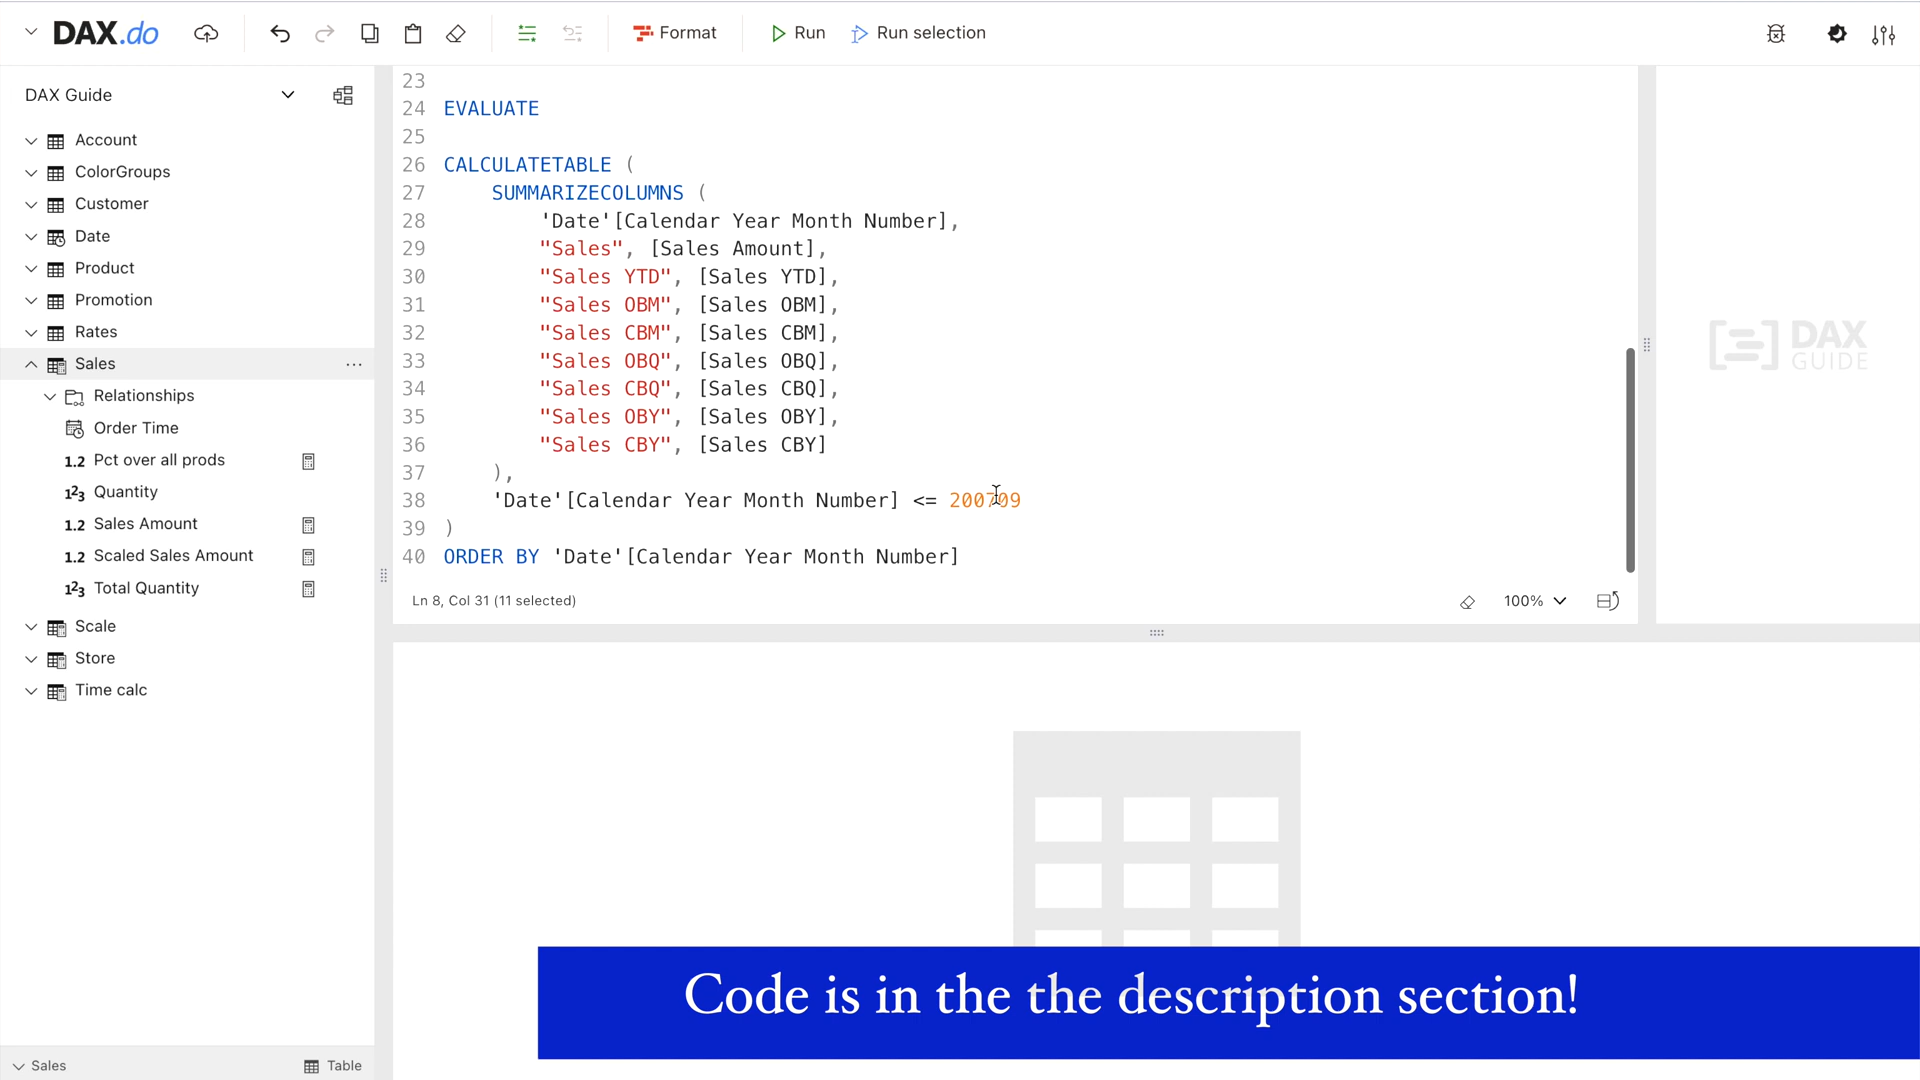 DAX.do
Format
Run
Run selection
DAX Guide
Account
ColorGroups
Customer
Date
Product
Promotion
Rates
Sales
Relationships
Order Time
1.2 Pct over all prods
123 Quantity
1.2 Sales Amount
1.2 Scaled Sales Amount
123 Total Quantity
Scale
Store
Time calc
Sales
Table
23
24 EVALUATE
25
26 CALCULATETABLE (
27 SUMMARIZECOLUMNS (
28 'Date'[Calendar Year Month Number],
29 "Sales", [Sales Amount],
30 "Sales YTD", [Sales YTD],
31 "Sales OBM", [Sales OBM],
32 "Sales CBM", [Sales CBM],
33 "Sales OBQ", [Sales OBQ],
34 "Sales CBQ", [Sales CBQ],
35 "Sales OBY", [Sales OBY],
36 "Sales CBY", [Sales CBY]
37 ),
38 'Date'[Calendar Year Month Number] <= 200709
39 )
40 ORDER BY 'Date'[Calendar Year Month Number]
Ln 8, Col 31 (11 selected)
100%
DAX
GUIDE
Code is in the the description section!